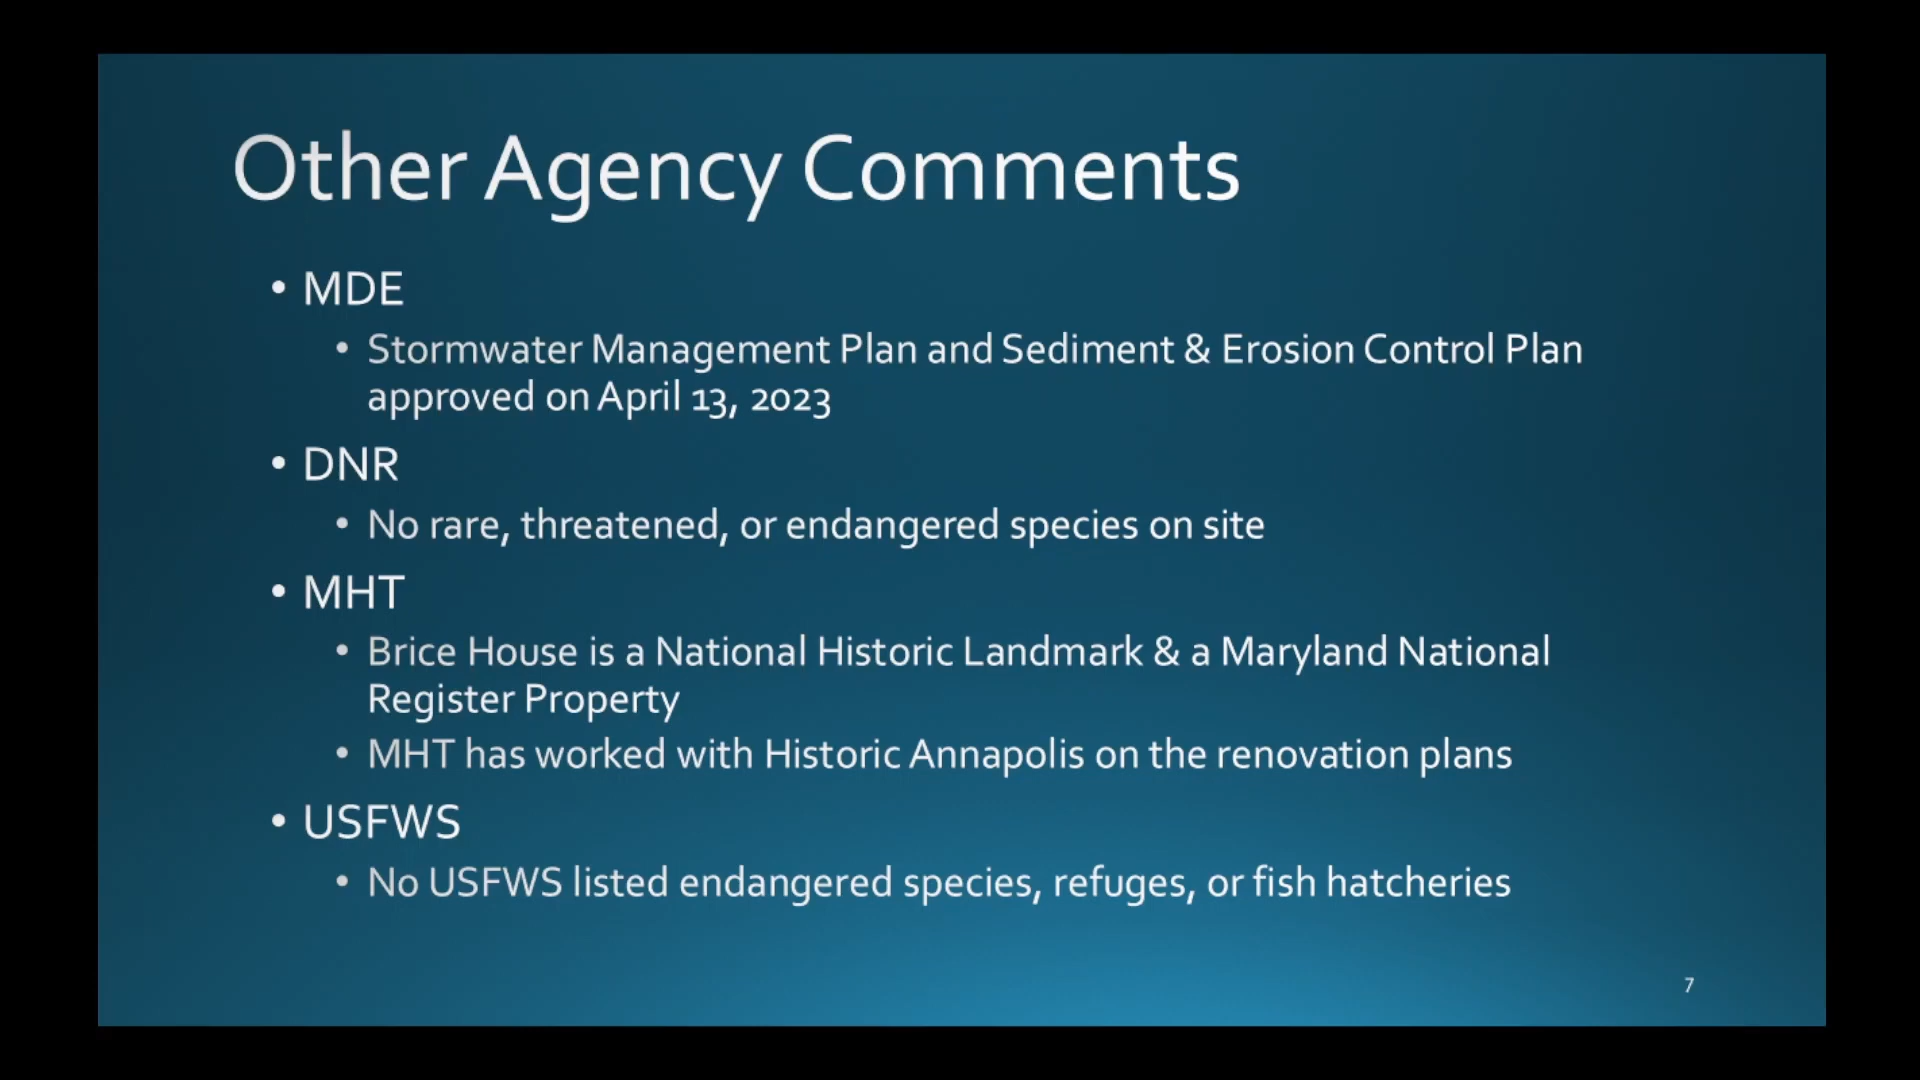 Other Agency Comments
• MDE
• Stormwater Management Plan and Sediment & Erosion Control Plan
approved on April 13, 2023
• DNR
• No rare, threatened, or endangered species on site
• MHT
• Brice House is a National Historic Landmark & a Maryland National
Register Property
• MHT has worked with Historic Annapolis on the renovation plans
• USFWS
• No USFWS listed endangered species, refuges, or fish hatcheries
7